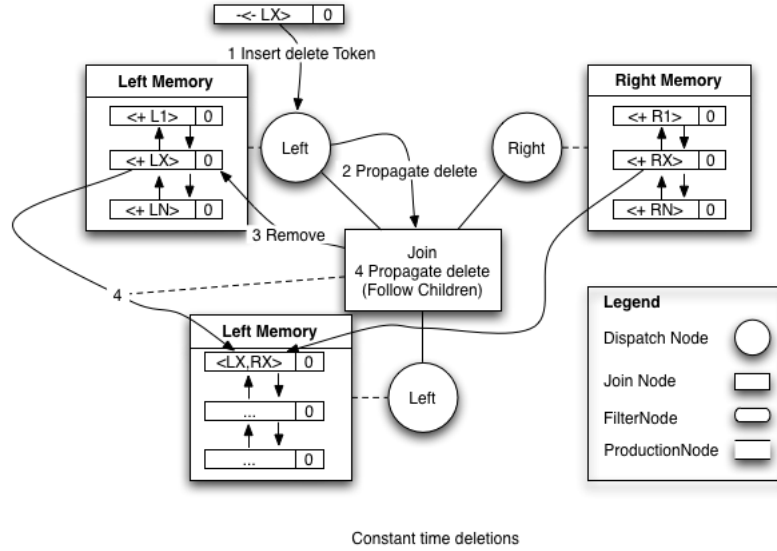 -<- LX> 0
1 Insert delete Token
Left Memory
<+ L1> 0
<+ LX> 0
<+ LN> 0
Left
Right
Right Memory
<+ R1> 0
<+ RX> 0
<+ RN> 0
2 Propagate delete
3 Remove
Join
4 Propagate delete
(Follow Children)
4
Left Memory
<LX,RX> 0
... 0
... 0
Left
Legend
Dispatch Node
Join Node
FilterNode
ProductionNode
Constant time deletions